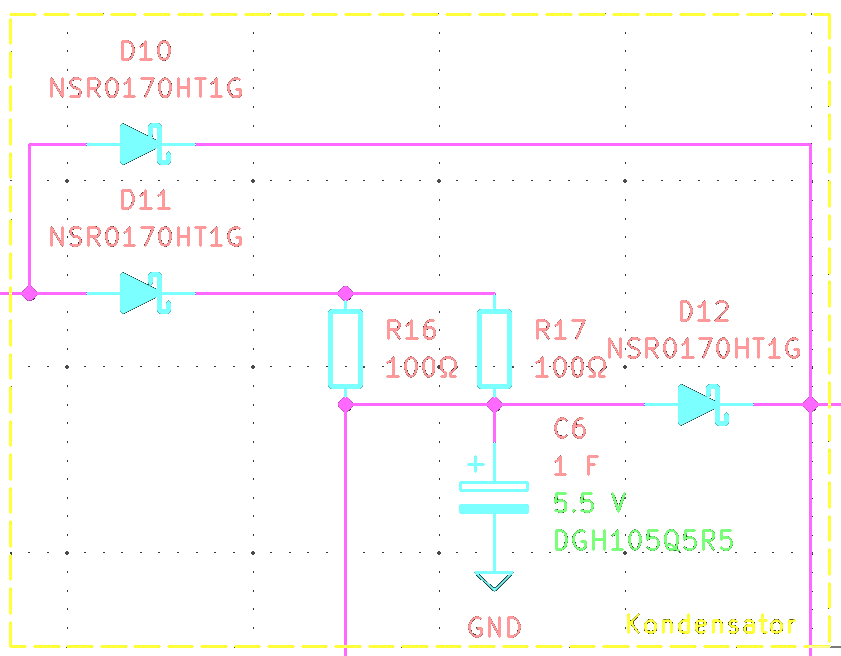 D10
NSR0170HT1G
D11
NSR0170HT1G
R16
100Ω
R17
100Ω
D12
NSR0170HT1G
C6
+
1 F
5.5 V
DGH105Q5R5
GND
Kondensator